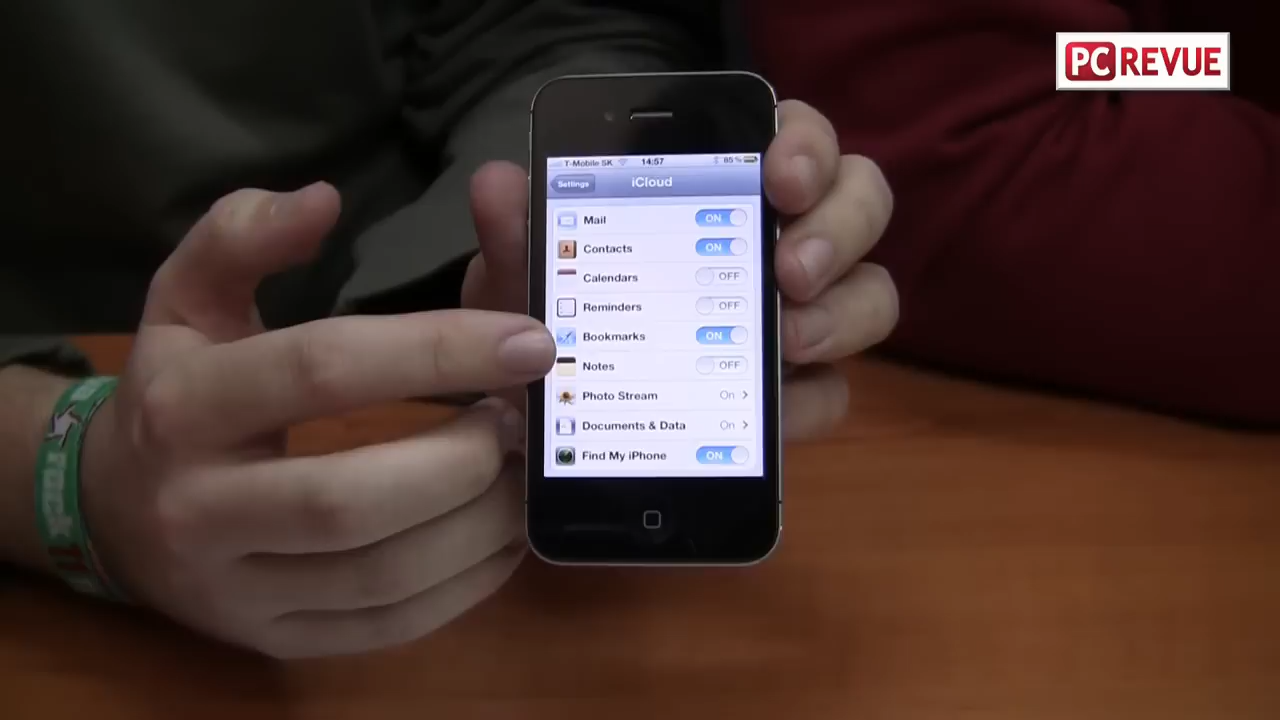 PC REVUE
T-Mobile SK 14:57 85%
Settings iCloud
Mail ON
Contacts ON
Calendars OFF
Reminders OFF
Bookmarks ON
Notes OFF
Photo Stream On
Documents & Data On
Find My iPhone ON